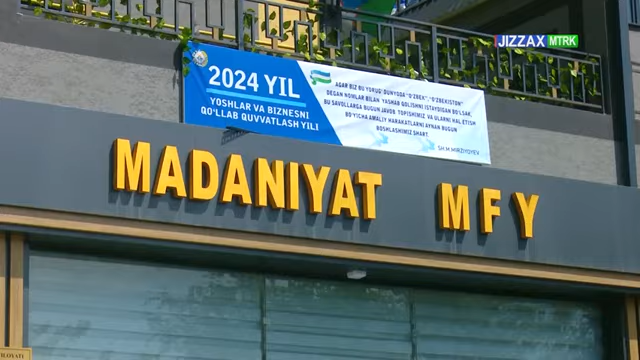 JIZZAX MTRK
2024 YIL
YOSHLAR VA BIZNESNI
QO'LLAB QUVVATLASH YILI
AGAR BIZ BU YORUG' DUNYODA "O'ZBEK", "O'ZBEKISTON"
DEGAN NOMLAR BILAN YASHAB QOLISHNI ISTAYDIGAN BO'LSAK,
BU SAVOLLARGA BUGUN JAVOB TOPISHIMIZ VA ULARNI HAL ETISH
BO'YICHA AMALIY HARAKATLARNI AYNAN BUGUN
BOSHLASHIMIZ SHART.
SH.M.MIRZIYOYEV
MADANIYAT MFY